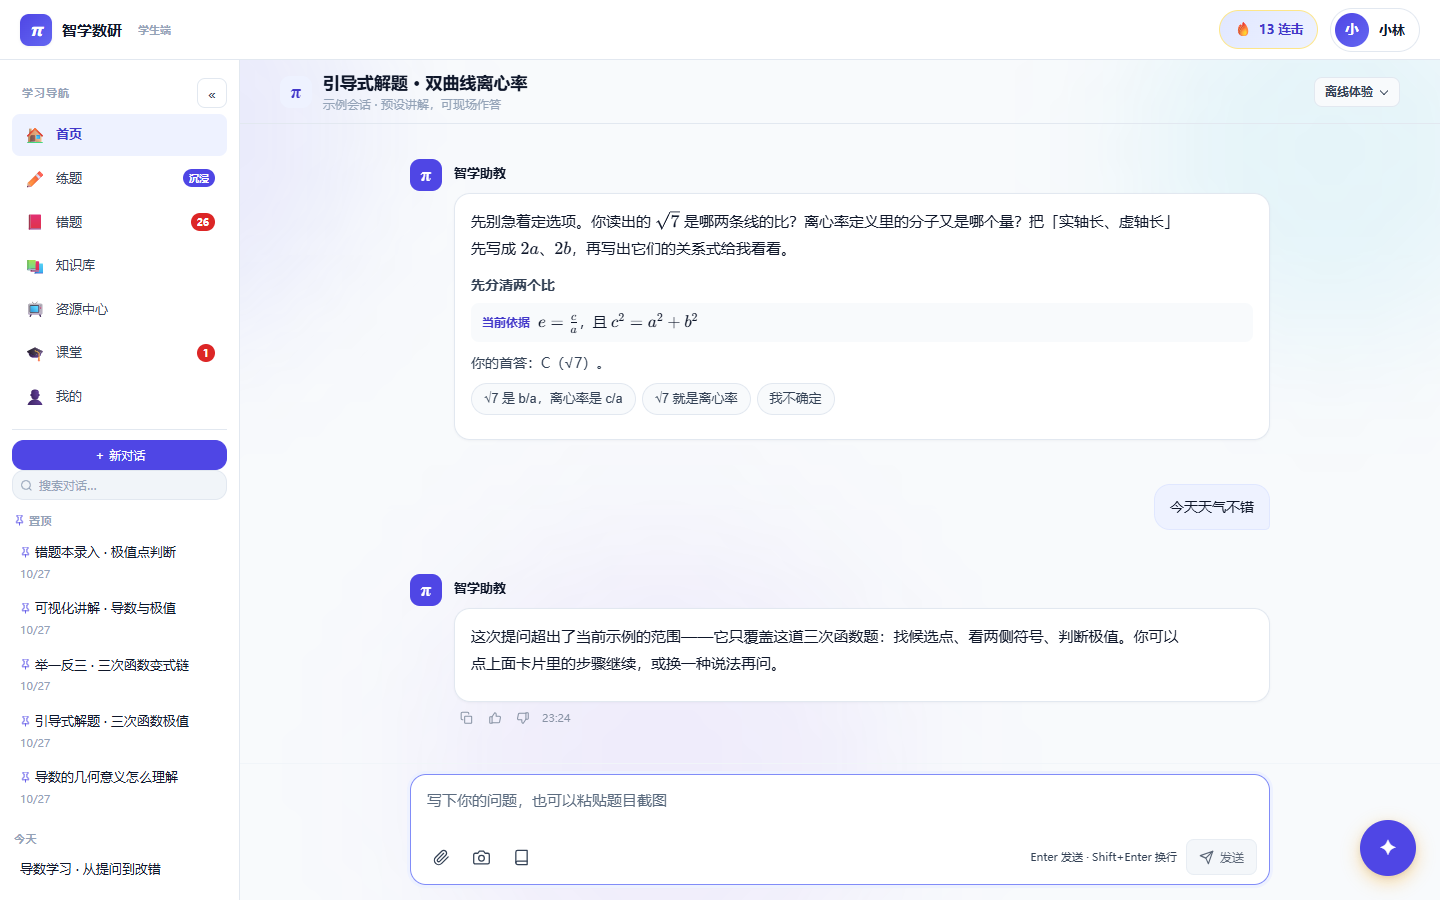 π 智学数研 学生端
13 连击
小 小林
学习导航 «
首页
练题 沉浸
错题 26
知识库
资源中心
课堂 1
我的
+ 新对话
搜索对话...
置顶
错题本录入 · 极值点判断
10/27
可视化讲解 · 导数与极值
10/27
举一反三 · 三次函数变式链
10/27
引导式解题 · 三次函数极值
10/27
导数的几何意义怎么理解
10/27
今天
导数学习 · 从提问到改错
π 引导式解题 · 双曲线离心率
示例会话 · 预设讲解，可现场作答
离线体验
π 智学助教
先别急着定选项。你读出的 √7 是哪两条线的比？离心率定义里的分子又是哪个量？把「实轴长、虚轴长」
先写成 2a、2b，再写出它们的关系式给我看看。
先分清两个比
当前依据 e = c/a，且 c² = a² + b²
你的首答：C（√7）。
√7 是 b/a，离心率是 c/a
√7 就是离心率
我不确定
今天天气不错
π 智学助教
这次提问超出了当前示例的范围——它只覆盖这道三次函数题：找候选点、看两侧符号、判断极值。你可以
点上面卡片里的步骤继续，或换一种说法再问。
23:24
写下你的问题，也可以粘贴题目截图
Enter 发送 · Shift+Enter 换行
发送